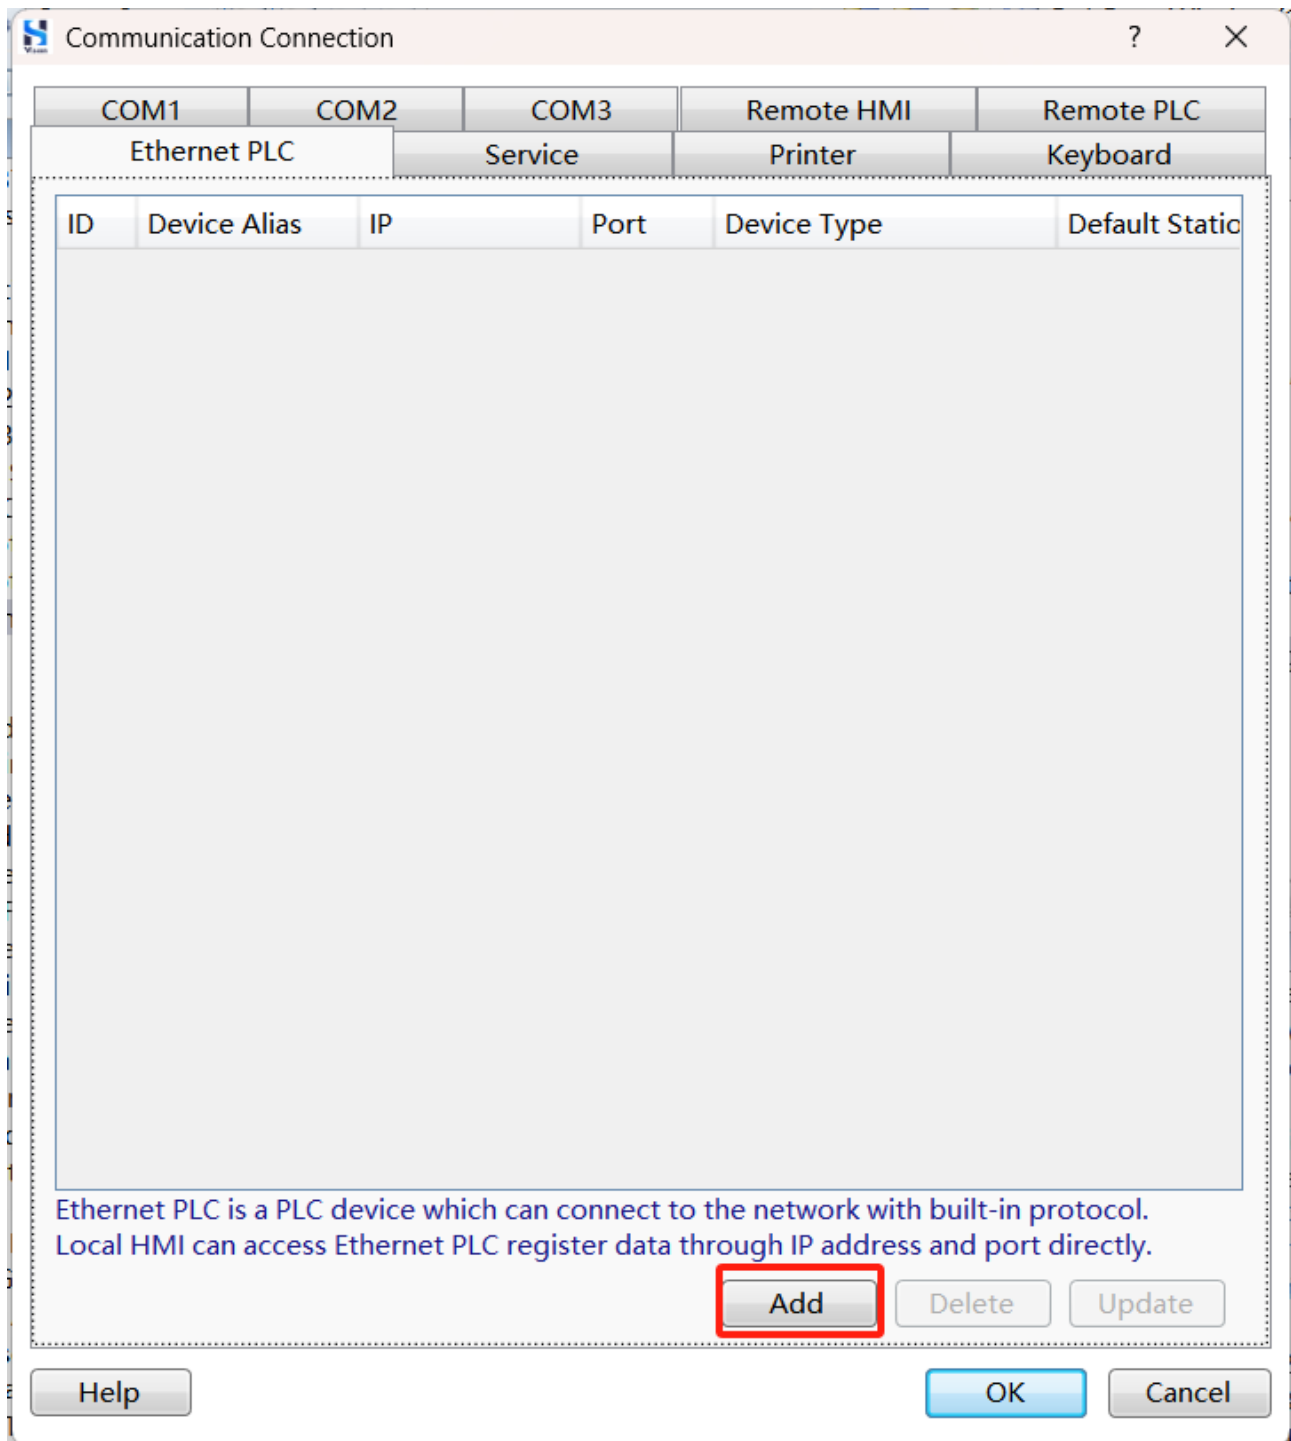 Communication Connection
COM1 COM2 COM3 Remote HMI Remote PLC
Ethernet PLC Service Printer Keyboard
ID Device Alias IP Port Device Type Default Statio
Ethernet PLC is a PLC device which can connect to the network with built-in protocol.
Local HMI can access Ethernet PLC register data through IP address and port directly.
Add Delete Update
Help OK Cancel